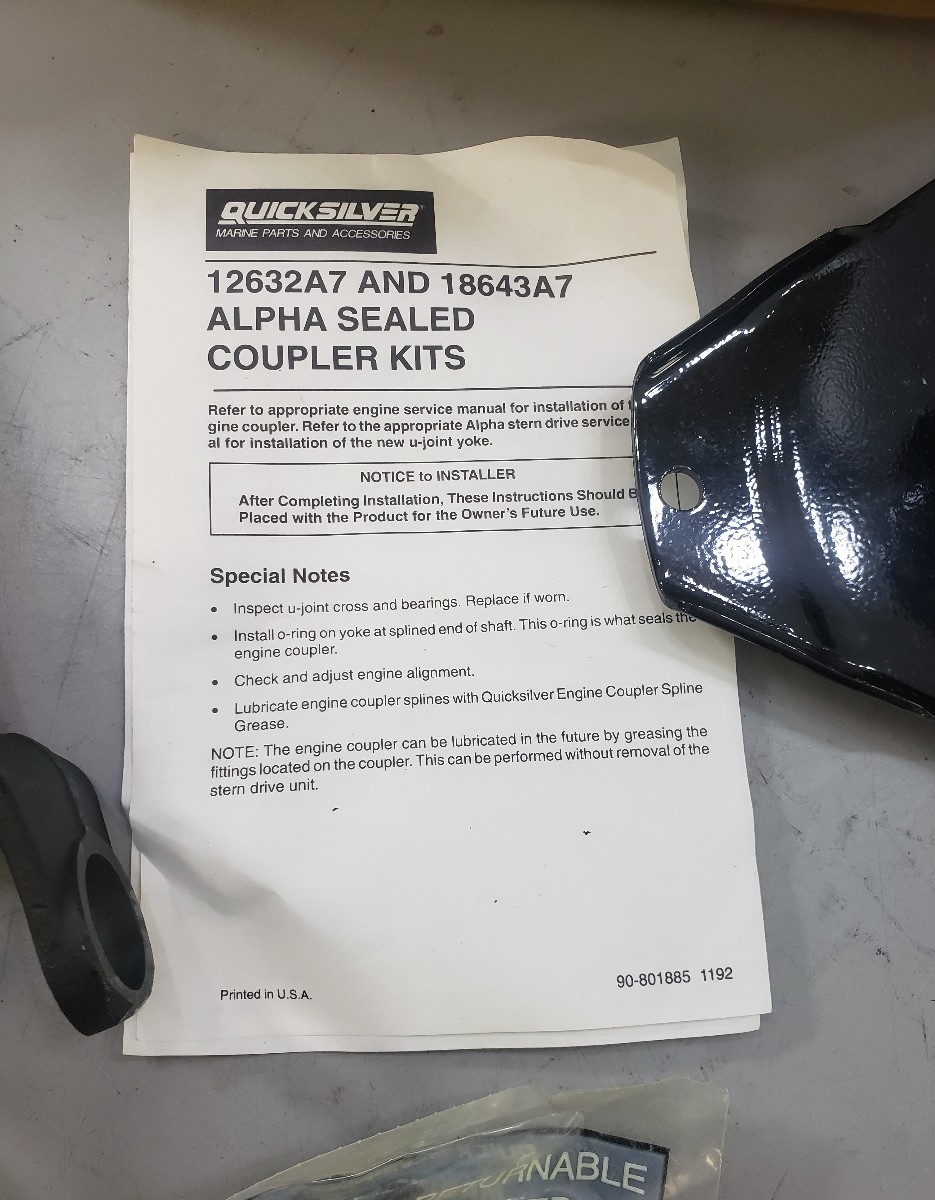 QUICKSILVER
MARINE PARTS AND ACCESSORIES
12632A7 AND 18643A7
ALPHA SEALED
COUPLER KITS
Refer to appropriate engine service manual for installation of
gine coupler. Refer to the appropriate Alpha stern drive service
al for installation of the new u-joint yoke.
NOTICE to INSTALLER
After Completing Installation, These Instructions Should B
Placed with the Product for the Owner's Future Use.
Special Notes
• Inspect u-joint cross and bearings. Replace if worn.
• Install o-ring on yoke at splined end of shaft. This o-ring is what seals the
engine coupler.
• Check and adjust engine alignment.
• Lubricate engine coupler splines with Quicksilver Engine Coupler Spline
Grease.
NOTE: The engine coupler can be lubricated in the future by greasing the
fittings located on the coupler. This can be performed without removal of the
stern drive unit.
Printed in U.S.A.
90-801885 1192
RETURNABLE